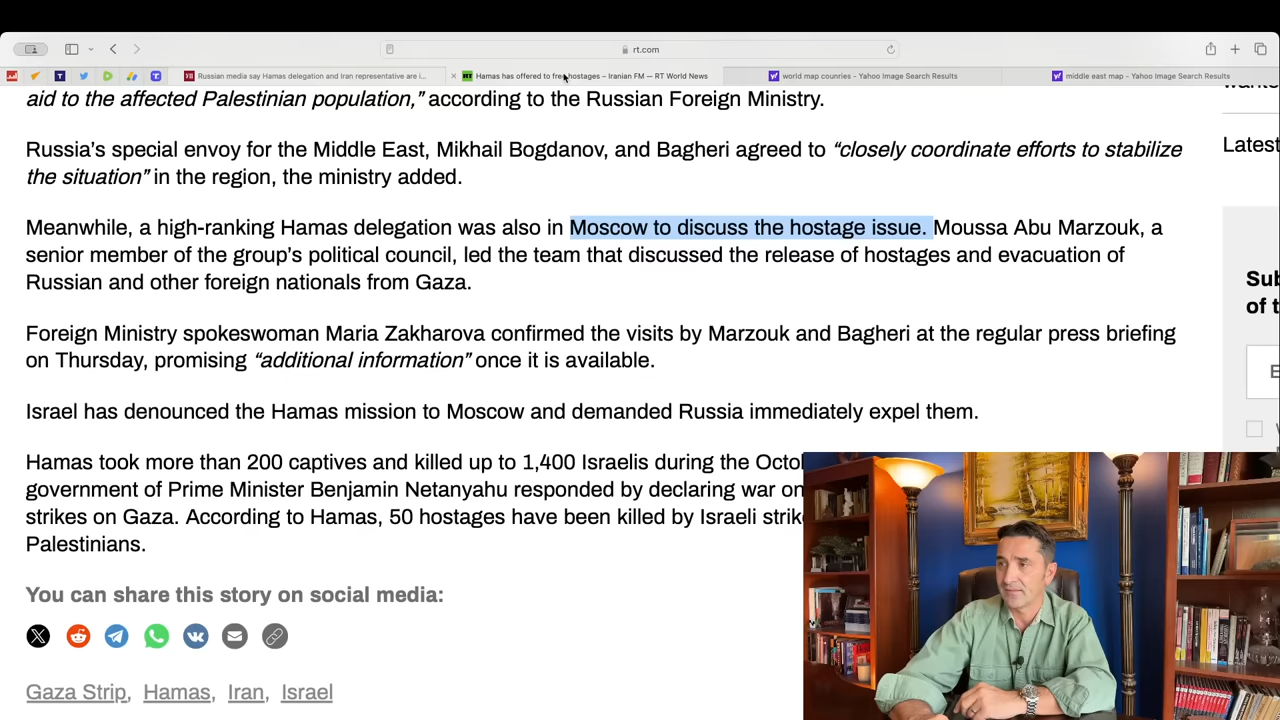 rt.com
Russian media say Hamas delegation and Iran representative are i...
Hamas has offered to free hostages – Iranian FM — RT World News
world map counries - Yahoo Image Search Results
middle east map - Yahoo Image Search Results
aid to the affected Palestinian population,” according to the Russian Foreign Ministry.
Russia’s special envoy for the Middle East, Mikhail Bogdanov, and Bagheri agreed to “closely coordinate efforts to stabilize
the situation” in the region, the ministry added.
Latest
Meanwhile, a high-ranking Hamas delegation was also in Moscow to discuss the hostage issue. Moussa Abu Marzouk, a
senior member of the group’s political council, led the team that discussed the release of hostages and evacuation of
Russian and other foreign nationals from Gaza.
Sub
of t
Foreign Ministry spokeswoman Maria Zakharova confirmed the visits by Marzouk and Bagheri at the regular press briefing
on Thursday, promising “additional information” once it is available.
E
Israel has denounced the Hamas mission to Moscow and demanded Russia immediately expel them.
Hamas took more than 200 captives and killed up to 1,400 Israelis during the Octo
government of Prime Minister Benjamin Netanyahu responded by declaring war on
strikes on Gaza. According to Hamas, 50 hostages have been killed by Israeli strik
Palestinians.
You can share this story on social media:
Gaza Strip, Hamas, Iran, Israel